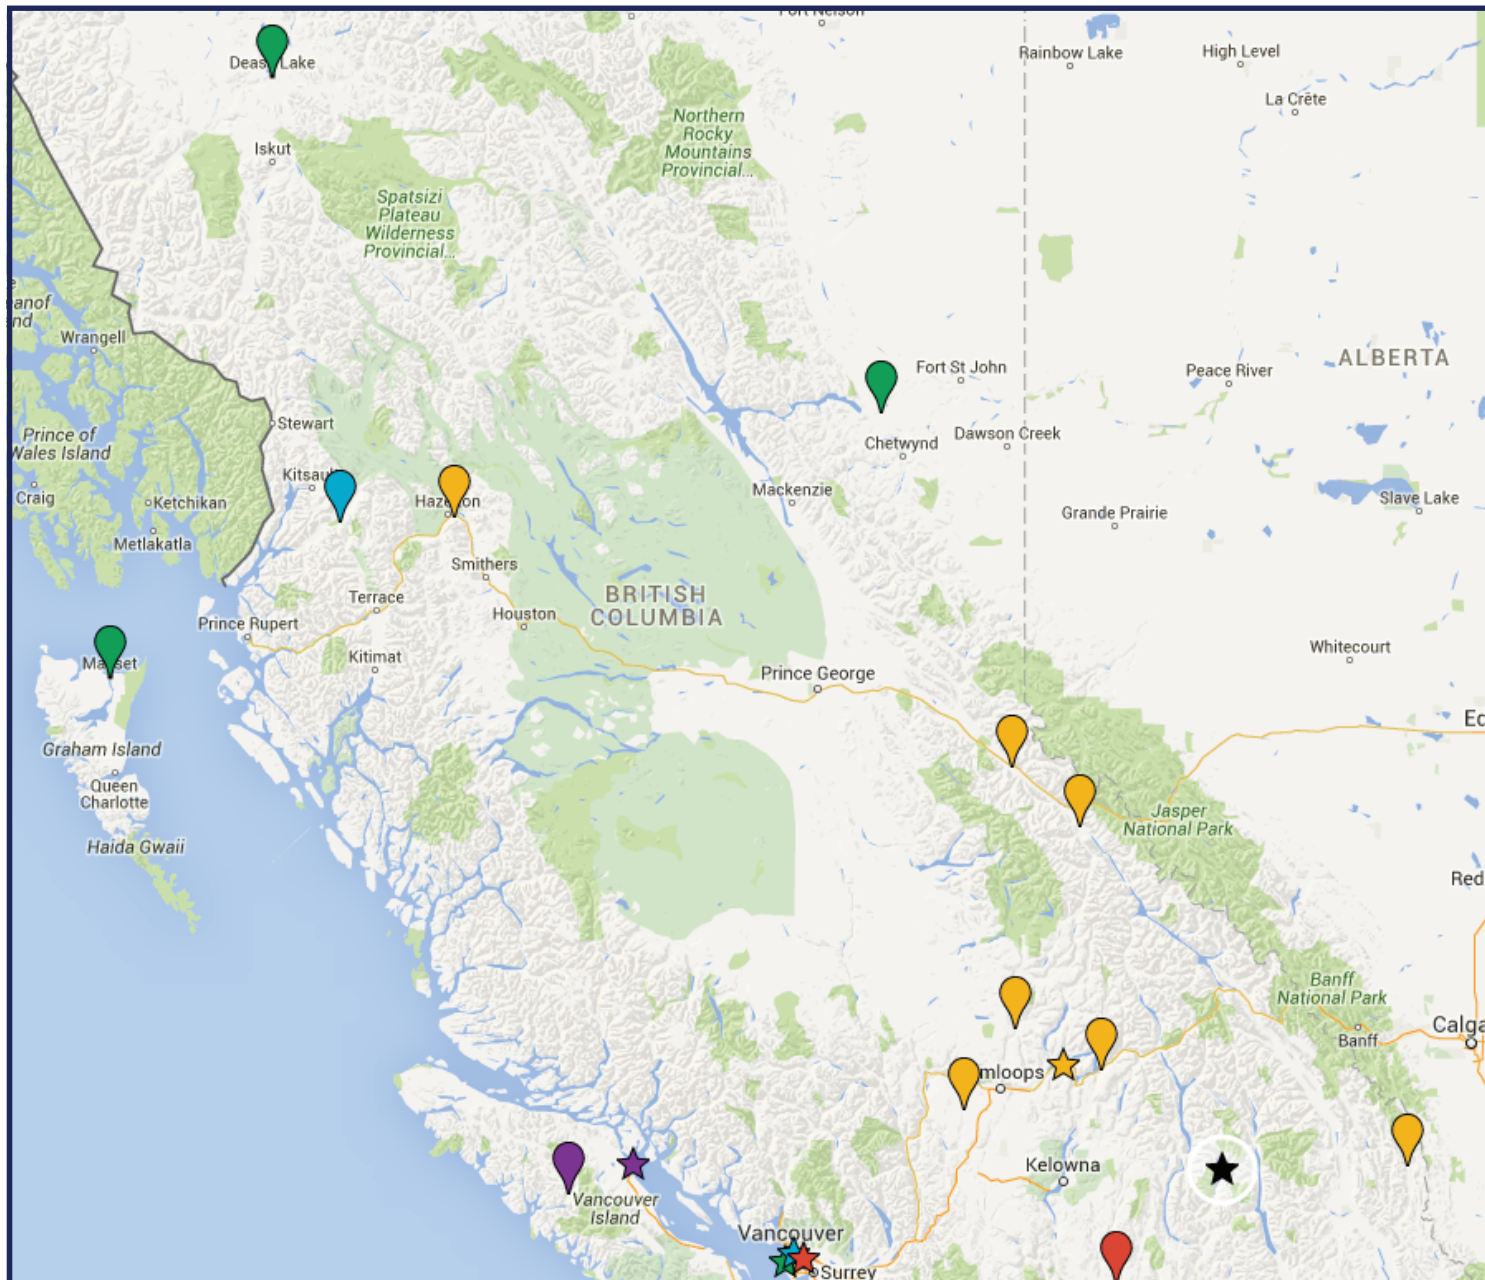 Rainbow Lake
High Level
La Crête
Dease Lake
Iskut
Northern
Rocky
Mountains
Provincial...
Spatsizi
Plateau
Wilderness
Provincial...
Wrangell
Fort St John
Peace River
ALBERTA
Stewart
Prince of
Wales Island
Chetwynd
Dawson Creek
Craig
Ketchikan
Mackenzie
Slave Lake
Grande Prairie
Metlakatla
Smithers
BRITISH
COLUMBIA
Terrace
Houston
Prince Rupert
Kitimat
Whitecourt
Prince George
Graham Island
Queen
Charlotte
Haida Gwaii
Jasper
National Park
Red
Banff
National Park
Calga
Banff
mloops
Kelowna
Vancouver
Island
Vancouver
Surrey